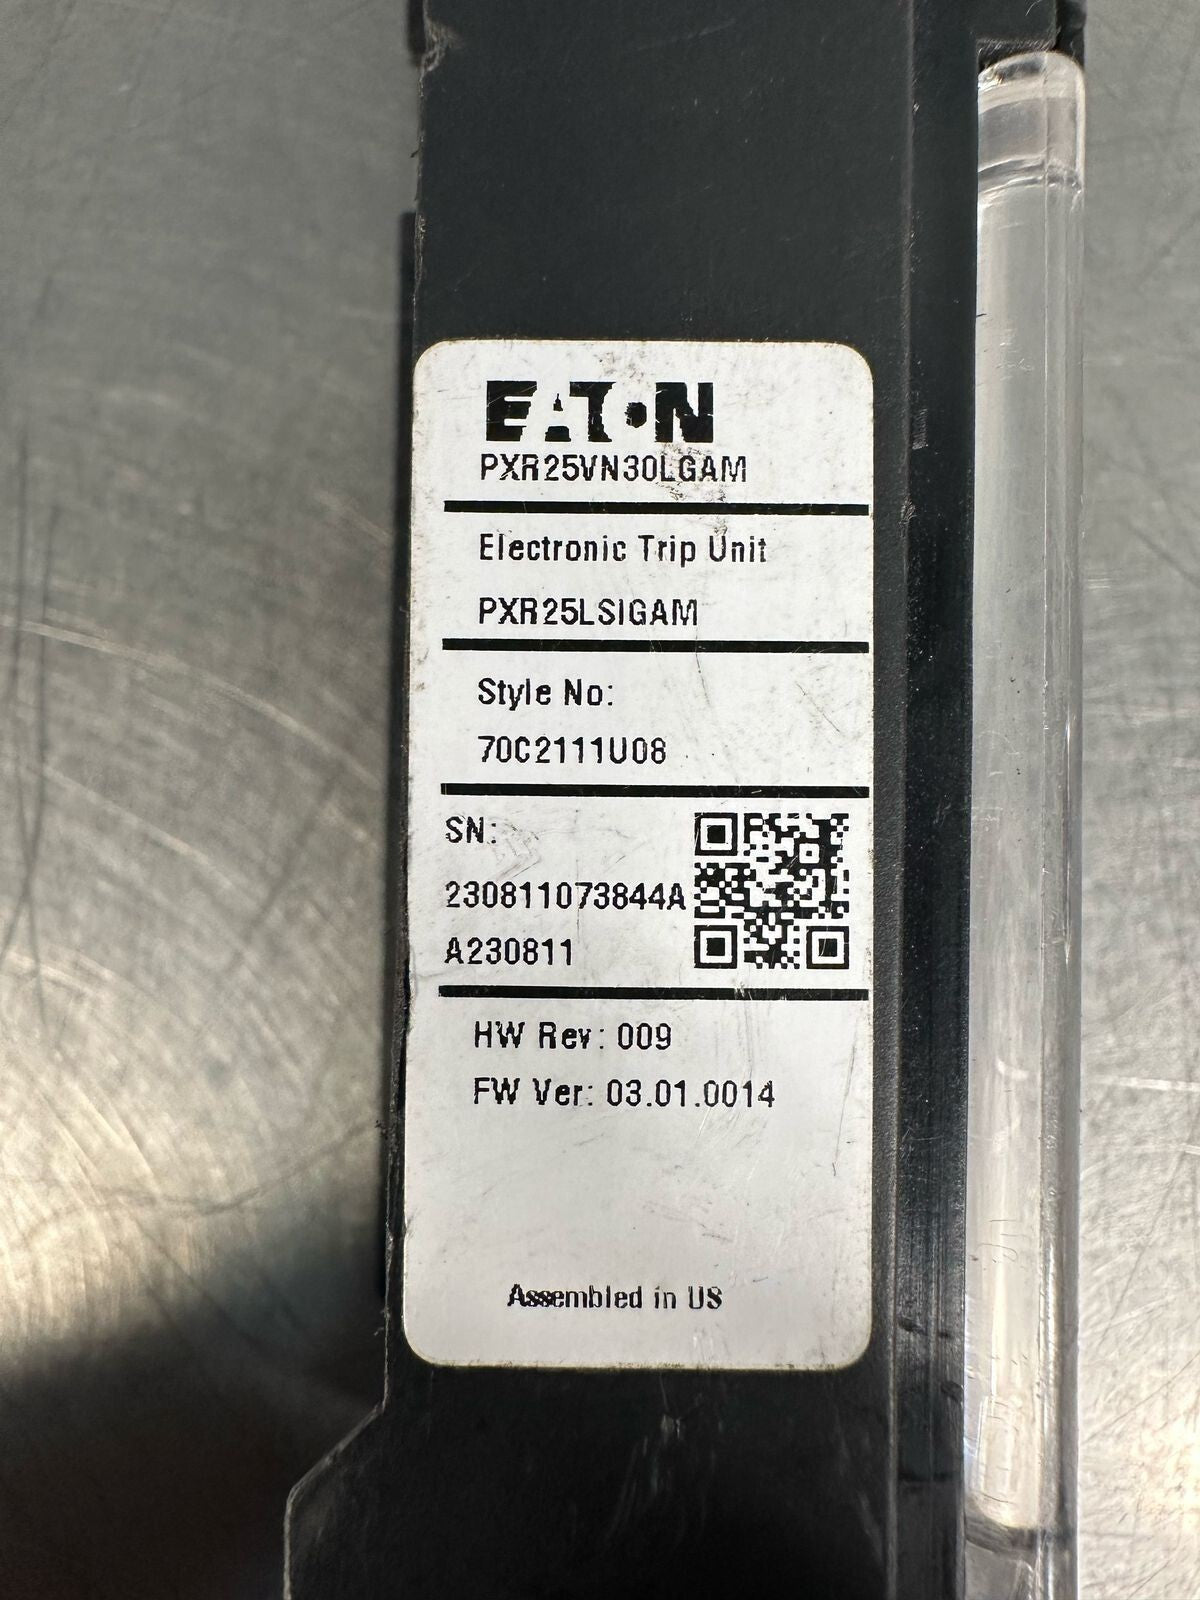 EATON
PXR25VN30LGAM
Electronic Trip Unit
PXR25LSIGAM
Style No:
70C2111U08
SN:
230811073844A
A230811
HW Rev: 009
FW Ver: 03.01.0014
Assembled in US